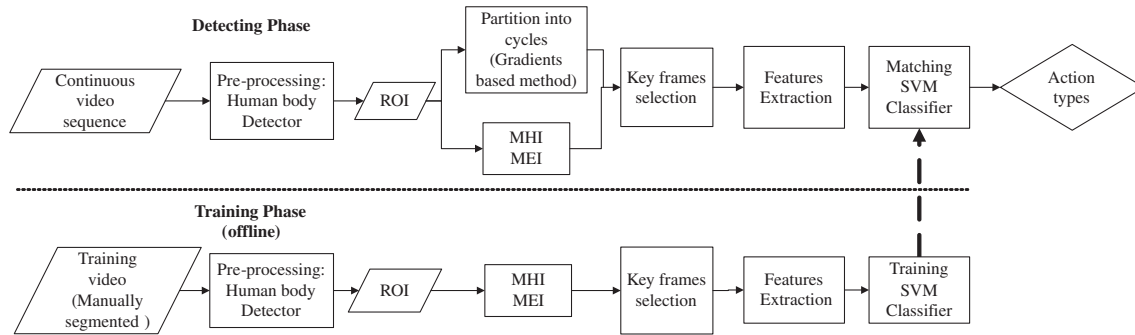 Detecting Phase
Continuous
video
sequence
Pre-processing:
Human body
Detector
ROI
Partition into
cycles
(Gradients
based method)
MHI
MEI
Key frames
selection
Features
Extraction
Matching
SVM
Classifier
Action
types
Training Phase
(offline)
Training
video
(Manually
segmented )
Pre-processing:
Human body
Detector
ROI
MHI
MEI
Key frames
selection
Features
Extraction
Training
SVM
Classifier